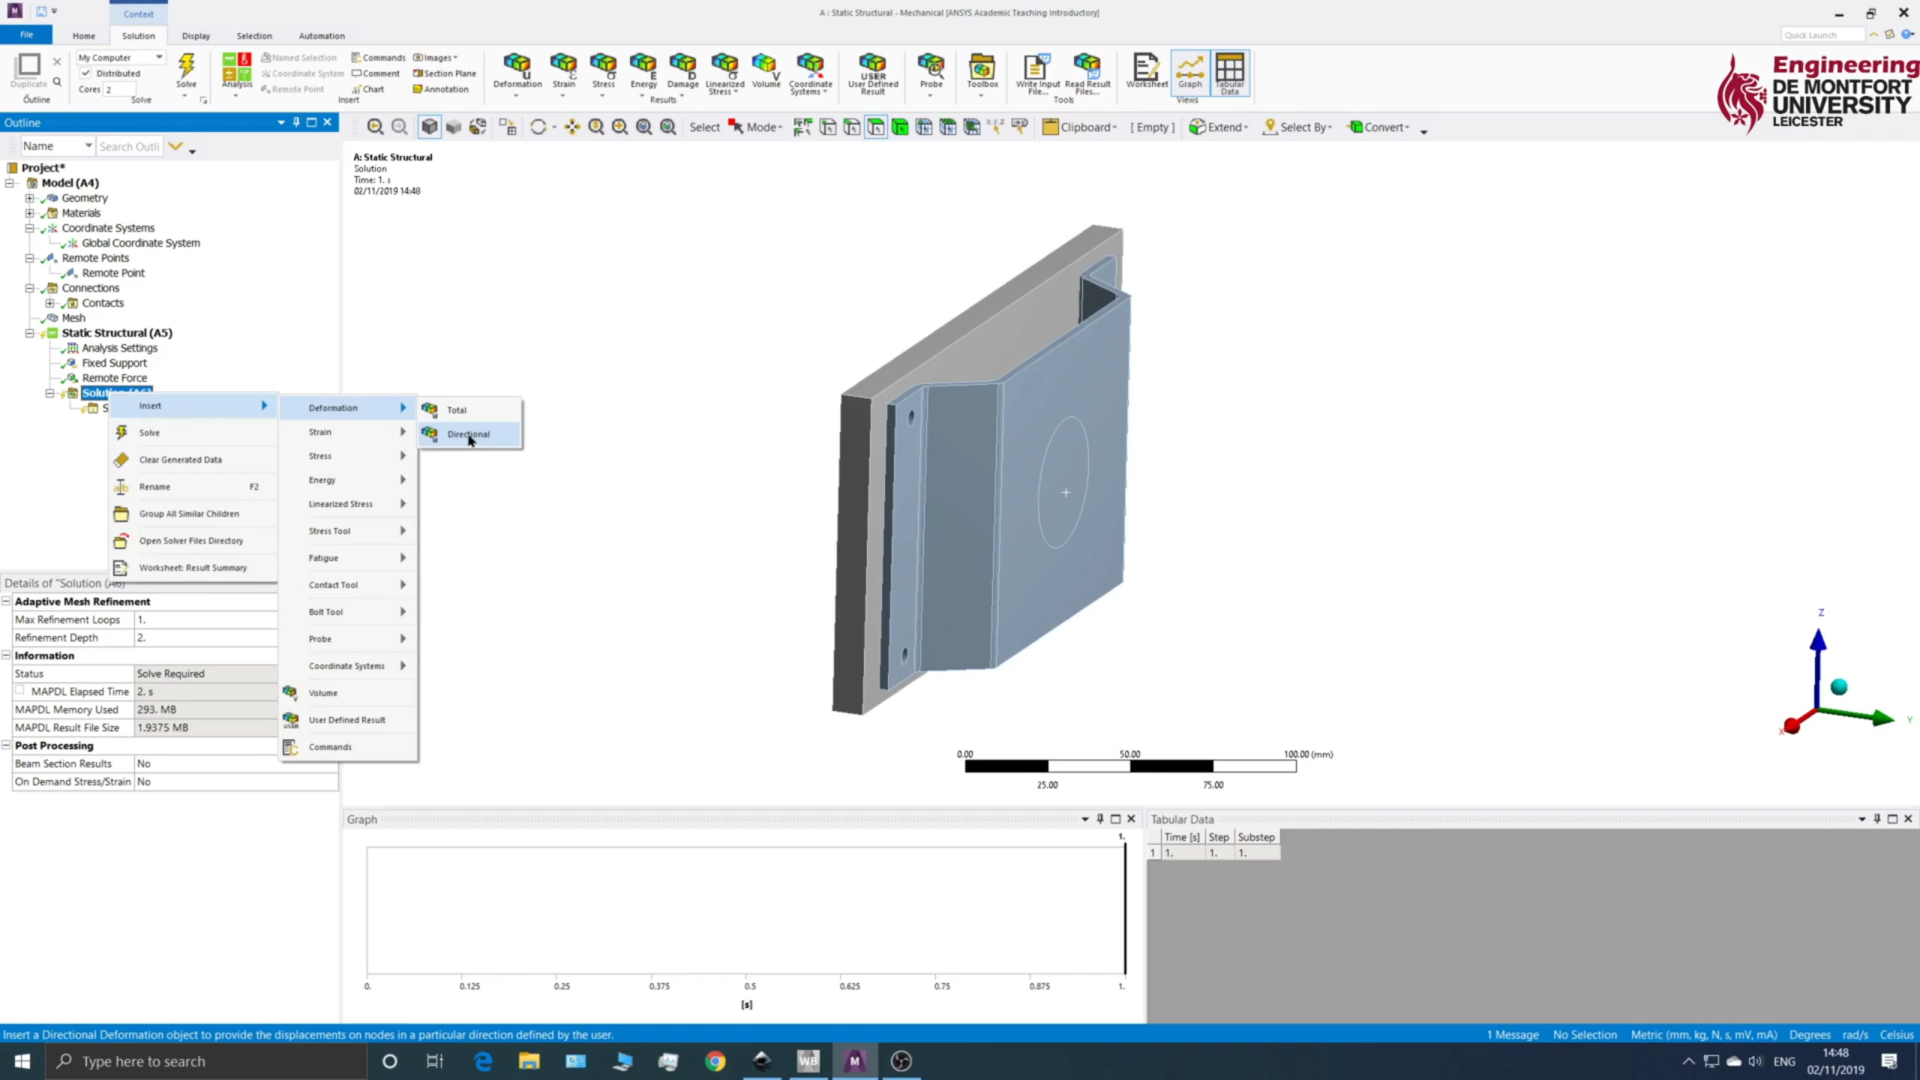 Context
A : Static Structural - Mechanical [ANSYS Academic Teaching Introductory]
File
Home
Solution
Display
Selection
Automation
Quick Launch
Duplicate
Outline
My Computer
Distributed
Cores 2
Solve
Solve
Analysis
Named Selection
Coordinate System
Remote Point
Commands
Comment
Chart
Images
Section Plane
Annotation
Insert
Deformation
Strain
Stress
Energy
Damage
Linearized Stress
Volume
Coordinate Systems
Results
USER
User Defined Result
Probe
Toolbox
Write Input File...
Read Result Files...
Tools
Worksheet
Graph
Tabular Data
Views
Engineering
DE MONTFORT
UNIVERSITY
LEICESTER
Outline
Select
Mode
Clipboard
[ Empty ]
Extend
Select By
Convert
Name
Search Outli
Project*
Model (A4)
Geometry
Materials
Coordinate Systems
Global Coordinate System
Remote Points
Remote Point
Connections
Contacts
Mesh
Static Structural (A5)
Analysis Settings
Fixed Support
Remote Force
Solution (A6)
S
A: Static Structural
Solution
Time: 1. s
02/11/2019 14:48
Insert
Solve
Clear Generated Data
Rename F2
Group All Similar Children
Open Solver Files Directory
Worksheet: Result Summary
Deformation
Strain
Stress
Energy
Linearized Stress
Stress Tool
Fatigue
Contact Tool
Bolt Tool
Probe
Coordinate Systems
Volume
User Defined Result
Commands
Total
Directional
Details of "Solution (A6)
Adaptive Mesh Refinement
Max Refinement Loops 1.
Refinement Depth 2.
Information
Status Solve Required
MAPDL Elapsed Time 2. s
MAPDL Memory Used 293. MB
MAPDL Result File Size 1.9375 MB
Post Processing
Beam Section Results No
On Demand Stress/Strain No
Z
Y
X
0.00 50.00 100.00 (mm)
25.00 75.00
Graph
1.
0. 0.125 0.25 0.375 0.5 0.625 0.75 0.875 1.
[s]
Tabular Data
Time [s] Step Substep
1 1. 1. 1.
Insert a Directional Deformation object to provide the displacements on nodes in a particular direction defined by the user.
1 Message No Selection Metric (mm, kg, N, s, mV, mA) Degrees rad/s Celsius
Type here to search
WB
M
ENG
14:48
02/11/2019